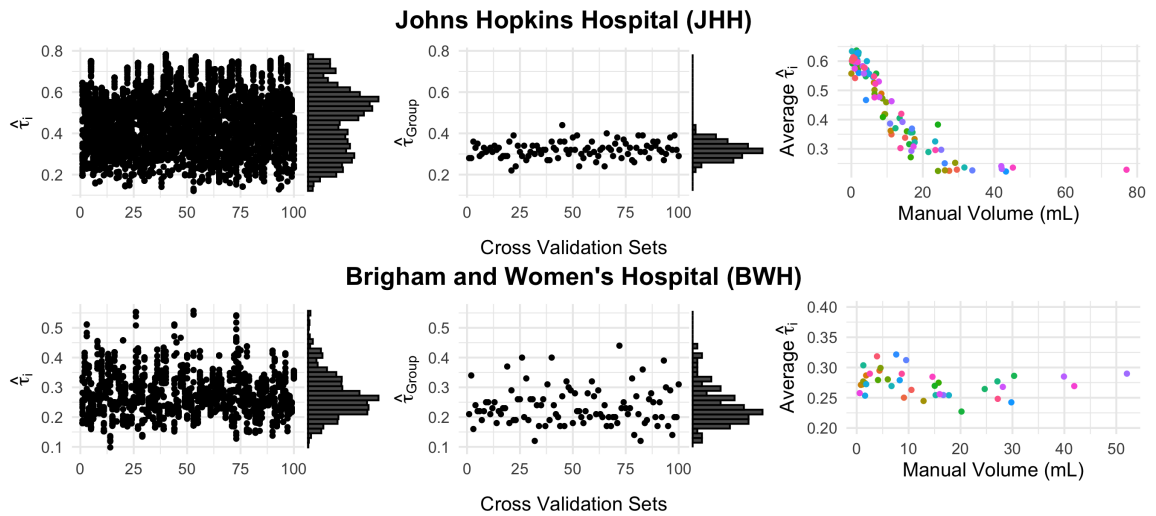 Johns Hopkins Hospital (JHH)
τ̂i
0.8
0.6
0.4
0.2
0 25 50 75 100
τ̂Group
0.8
0.6
0.4
0.2
0 25 50 75 100
Cross Validation Sets
Average τ̂i
0.6
0.5
0.4
0.3
0 20 40 60 80
Manual Volume (mL)
Brigham and Women's Hospital (BWH)
τ̂i
0.5
0.4
0.3
0.2
0.1
0 25 50 75 100
τ̂Group
0.5
0.4
0.3
0.2
0.1
0 25 50 75 100
Cross Validation Sets
Average τ̂i
0.40
0.35
0.30
0.25
0.20
0 10 20 30 40 50
Manual Volume (mL)